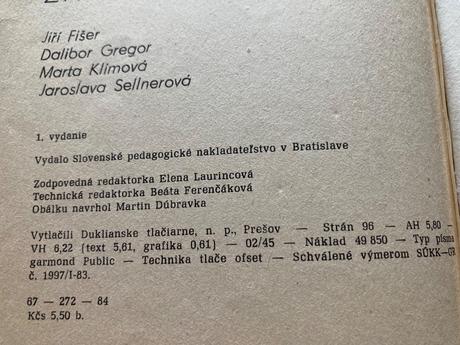 Jiří Fišer
Dalibor Gregor
Marta Klímová
Jaroslava Sellnerová
1. vydanie
Vydalo Slovenské pedagogické nakladateľstvo v Bratislave
Zodpovedná redaktorka Elena Laurincová
Technická redaktorka Beáta Ferenčáková
Obálku navrhol Martin Dúbravka
Vytlačili Duklianske tlačiarne, n. p., Prešov — Strán 96 — AH 5,80 —
VH 6,22 (text 5,61, grafika 0,61) — 02/45 — Náklad 49 850 — Typ písma
garmond Public — Technika tlače ofset — Schválené výmerom SÚKK—GR
č. 1997/I-83.
67 — 272 — 84
Kčs 5,50 b.